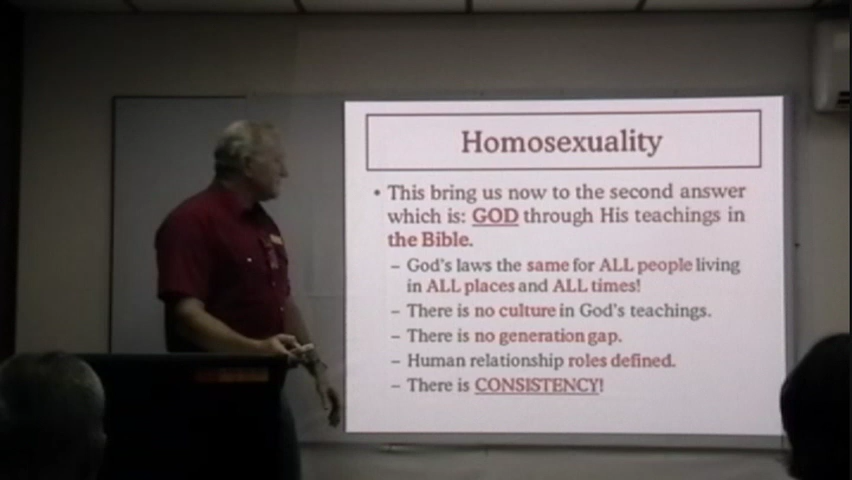 Homosexuality
• This bring us now to the second answer
which is: GOD through His teachings in
the Bible.
– God's laws the same for ALL people living
in ALL places and ALL times!
– There is no culture in God's teachings.
– There is no generation gap.
– Human relationship roles defined.
– There is CONSISTENCY!